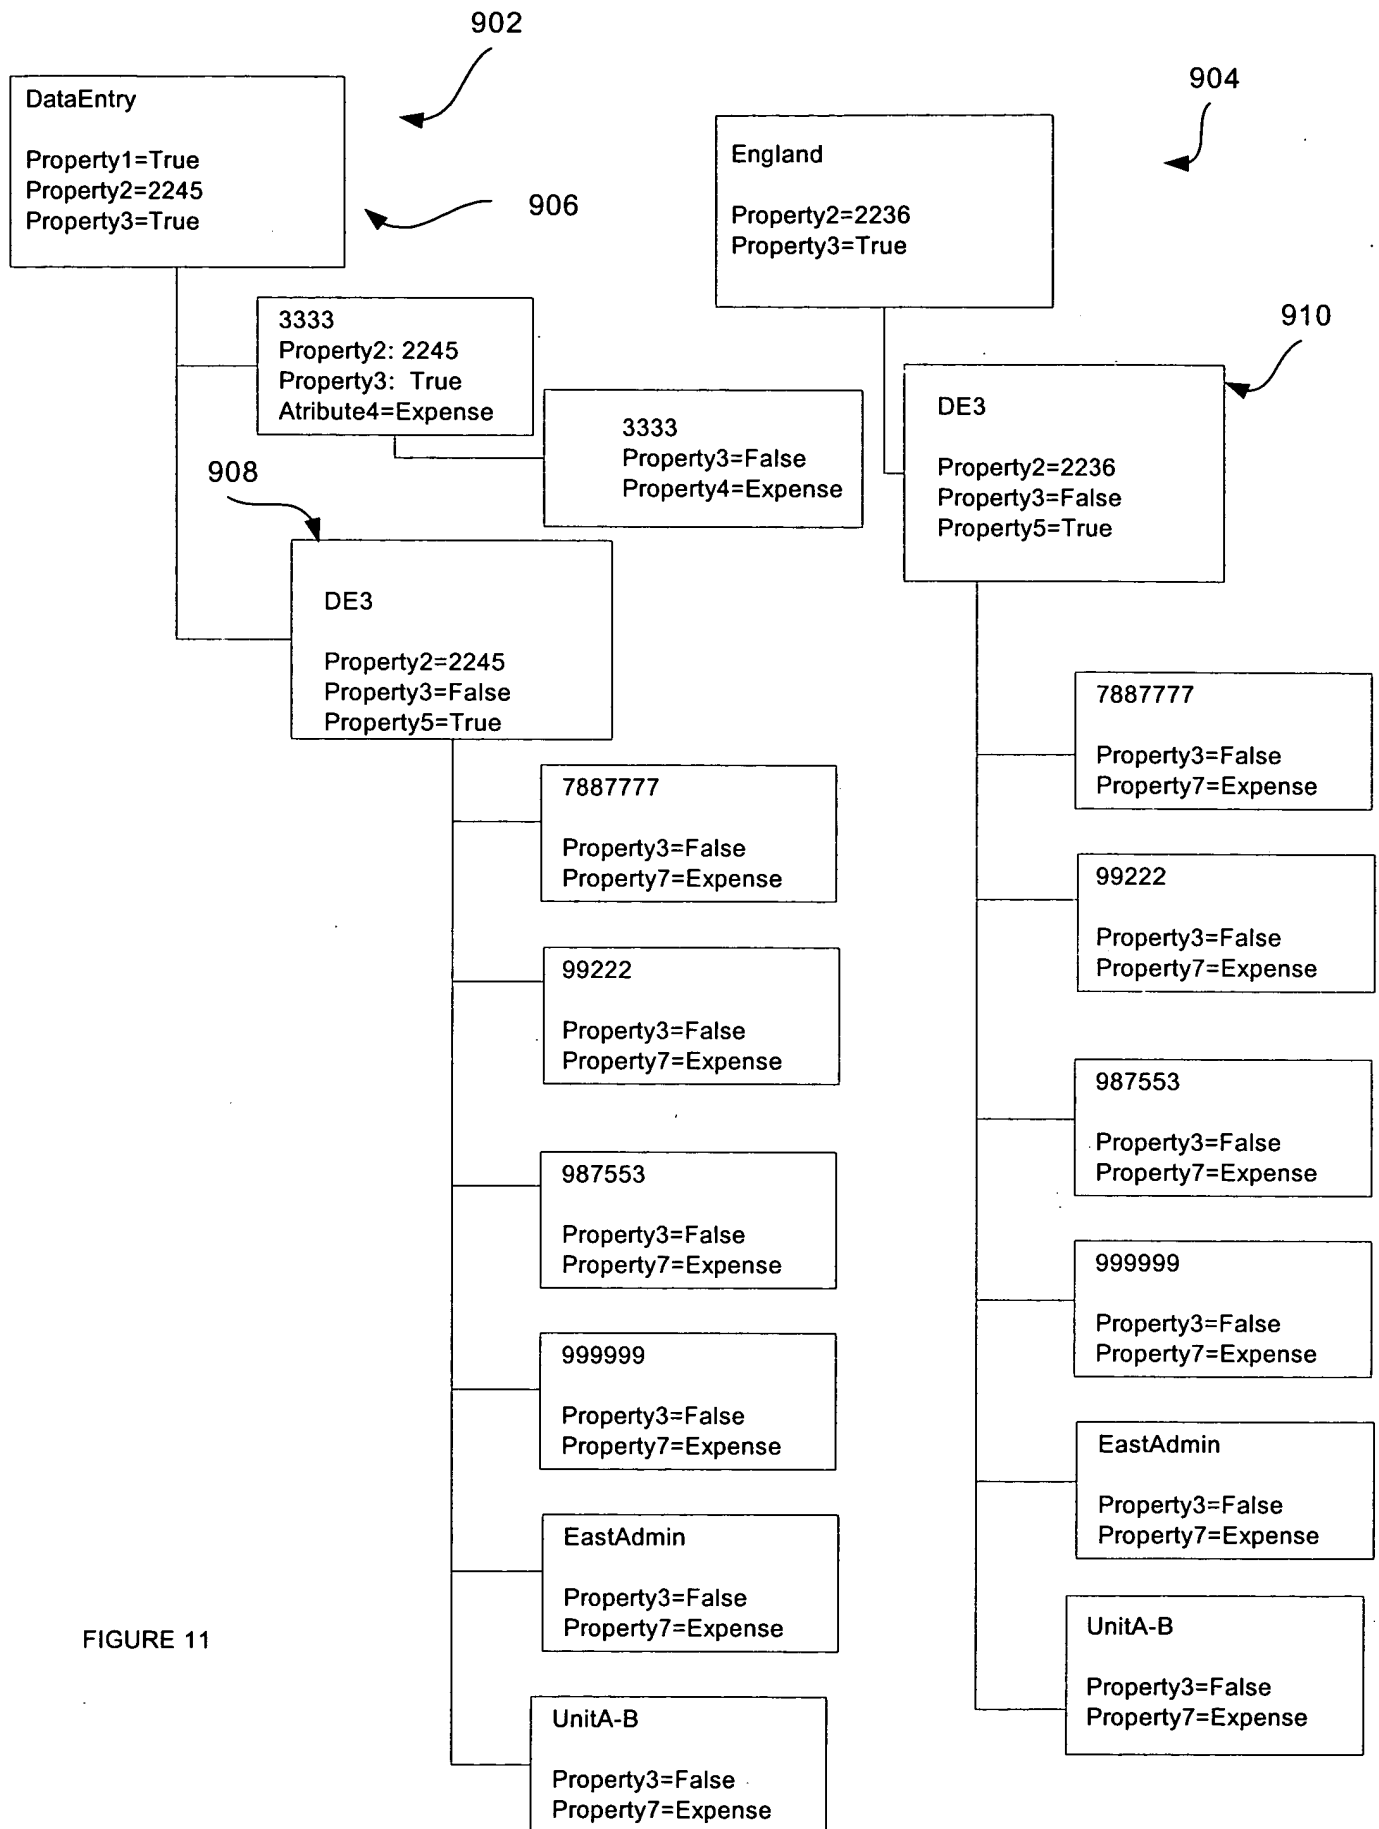 902
DataEntry
Property1=True
Property2=2245
Property3=True
906
904
England
Property2=2236
Property3=True
3333
Property2: 2245
Property3: True
Atribute4=Expense
3333
Property3=False
Property4=Expense
910
DE3
Property2=2236
Property3=False
Property5=True
908
DE3
Property2=2245
Property3=False
Property5=True
7887777
Property3=False
Property7=Expense
99222
Property3=False
Property7=Expense
987553
Property3=False
Property7=Expense
999999
Property3=False
Property7=Expense
EastAdmin
Property3=False
Property7=Expense
UnitA-B
Property3=False
Property7=Expense
7887777
Property3=False
Property7=Expense
99222
Property3=False
Property7=Expense
987553
Property3=False
Property7=Expense
999999
Property3=False
Property7=Expense
EastAdmin
Property3=False
Property7=Expense
UnitA-B
Property3=False
Property7=Expense
FIGURE 11